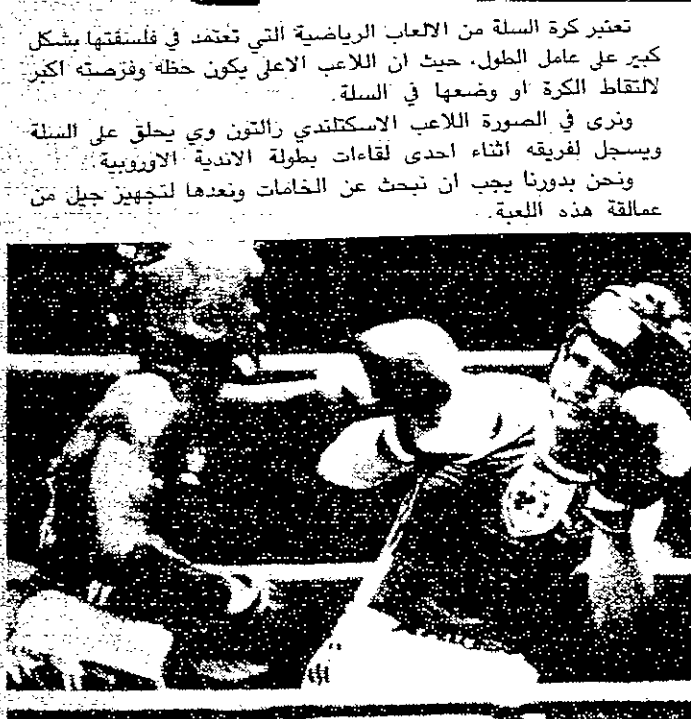 تعتبر كرة السلة من الالعاب الرياضية التي تعتمد في فلسفتها بشكل
كبير على عامل الطول، حيث ان اللاعب الاعلى يكون حظه وفرصته اكبر
لالتقاط الكرة او وضعها في السلة.
ونرى في الصورة اللاعب الاسكتلندي رالتون وي يحلق على السلة
ويسجل لفريقه اثناء احدى لقاءات بطولة الاندية الاوروبية.
ونحن بدورنا يجب ان نبحث عن الخامات ونعدها لتجهيز جيل من
عمالقة هذه اللعبة.